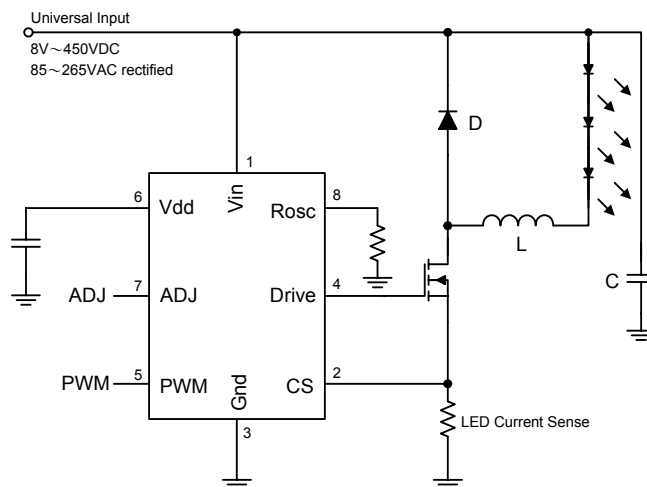 Universal Input
8V～450VDC
85～265VAC rectified
D
1
6
8
Vdd
Vin
Rosc
L
C
ADJ
7
ADJ
Drive
4
PWM
5
PWM
Gnd
CS
2
3
LED Current Sense